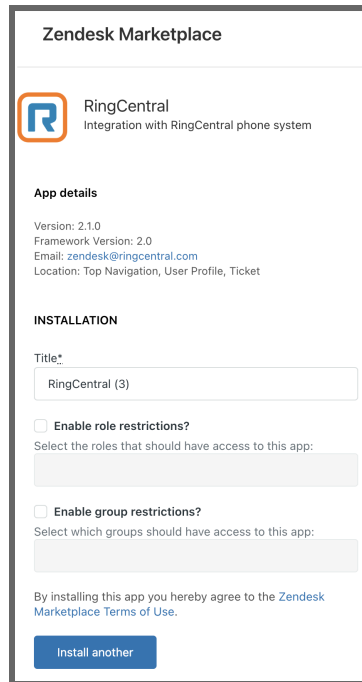 Zendesk Marketplace
R
RingCentral
Integration with RingCentral phone system
App details
Version: 2.1.0
Framework Version: 2.0
Email: zendesk@ringcentral.com
Location: Top Navigation, User Profile, Ticket
INSTALLATION
Title*
RingCentral (3)
Enable role restrictions?
Select the roles that should have access to this app:
Enable group restrictions?
Select which groups should have access to this app:
By installing this app you hereby agree to the Zendesk
Marketplace Terms of Use.
Install another